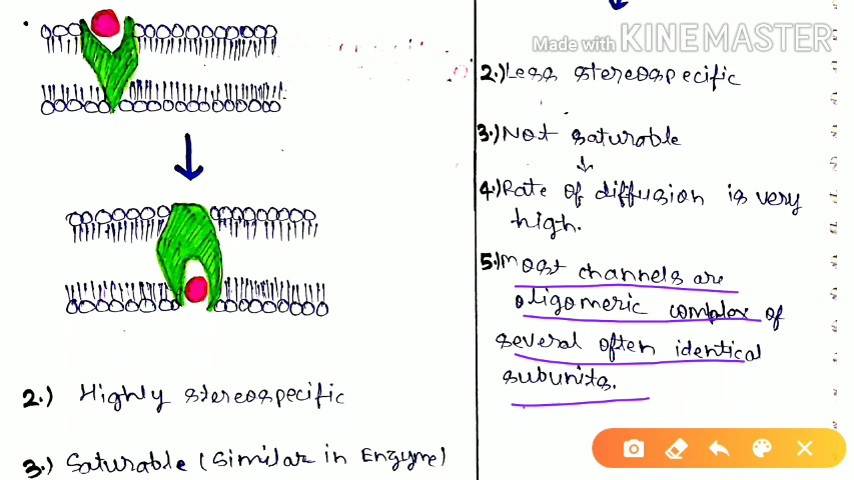 2.) Highly stereospecific
3.) Saturable (Similar in Enzyme)
Made with KINEMASTER
2.) Less stereospecific
3.) Not saturable
4.) Rate of diffusion is very
high.
5.) Most channels are
oligomeric complex of
several often identical
subunits.